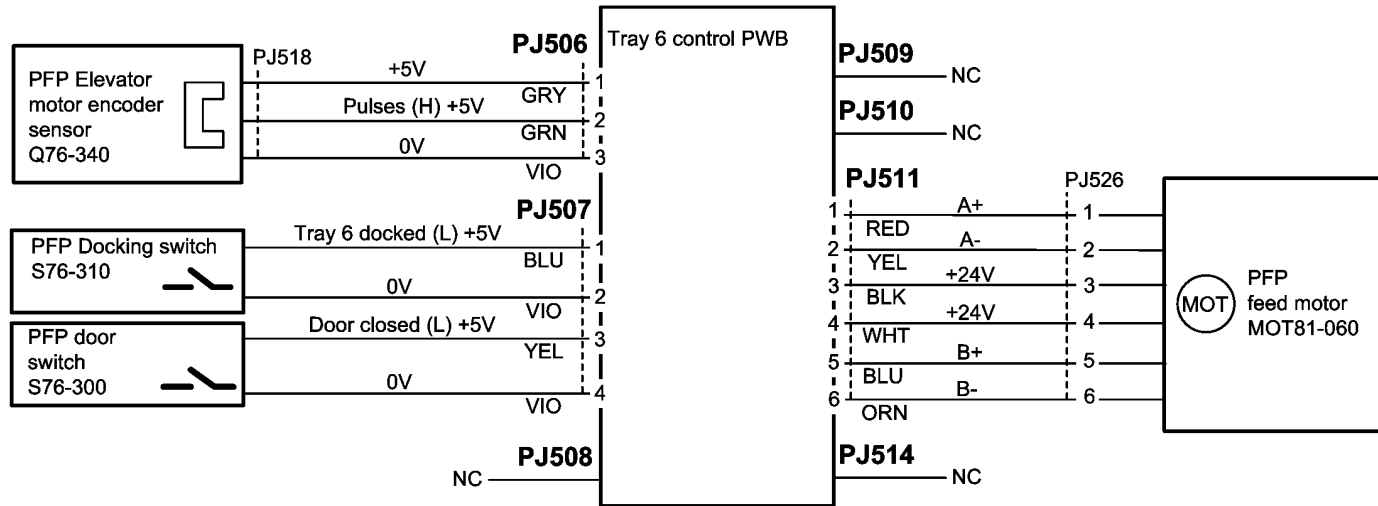 Tray 6 control PWB
PJ506
PJ518
PFP Elevator
motor encoder
sensor
Q76-340
+5V
1
GRY
Pulses (H) +5V
2
GRN
0V
3
VIO
PJ507
PFP Docking switch
S76-310
Tray 6 docked (L) +5V
1
BLU
0V
2
VIO
PFP door
switch
S76-300
Door closed (L) +5V
3
YEL
0V
4
VIO
PJ508
NC
PJ509
NC
PJ510
NC
PJ511
PJ526
1
A+
1
RED
2
A-
2
YEL
3
+24V
3
BLK
4
+24V
4
WHT
5
B+
5
BLU
6
B-
6
ORN
MOT
PFP
feed motor
MOT81-060
PJ514
NC